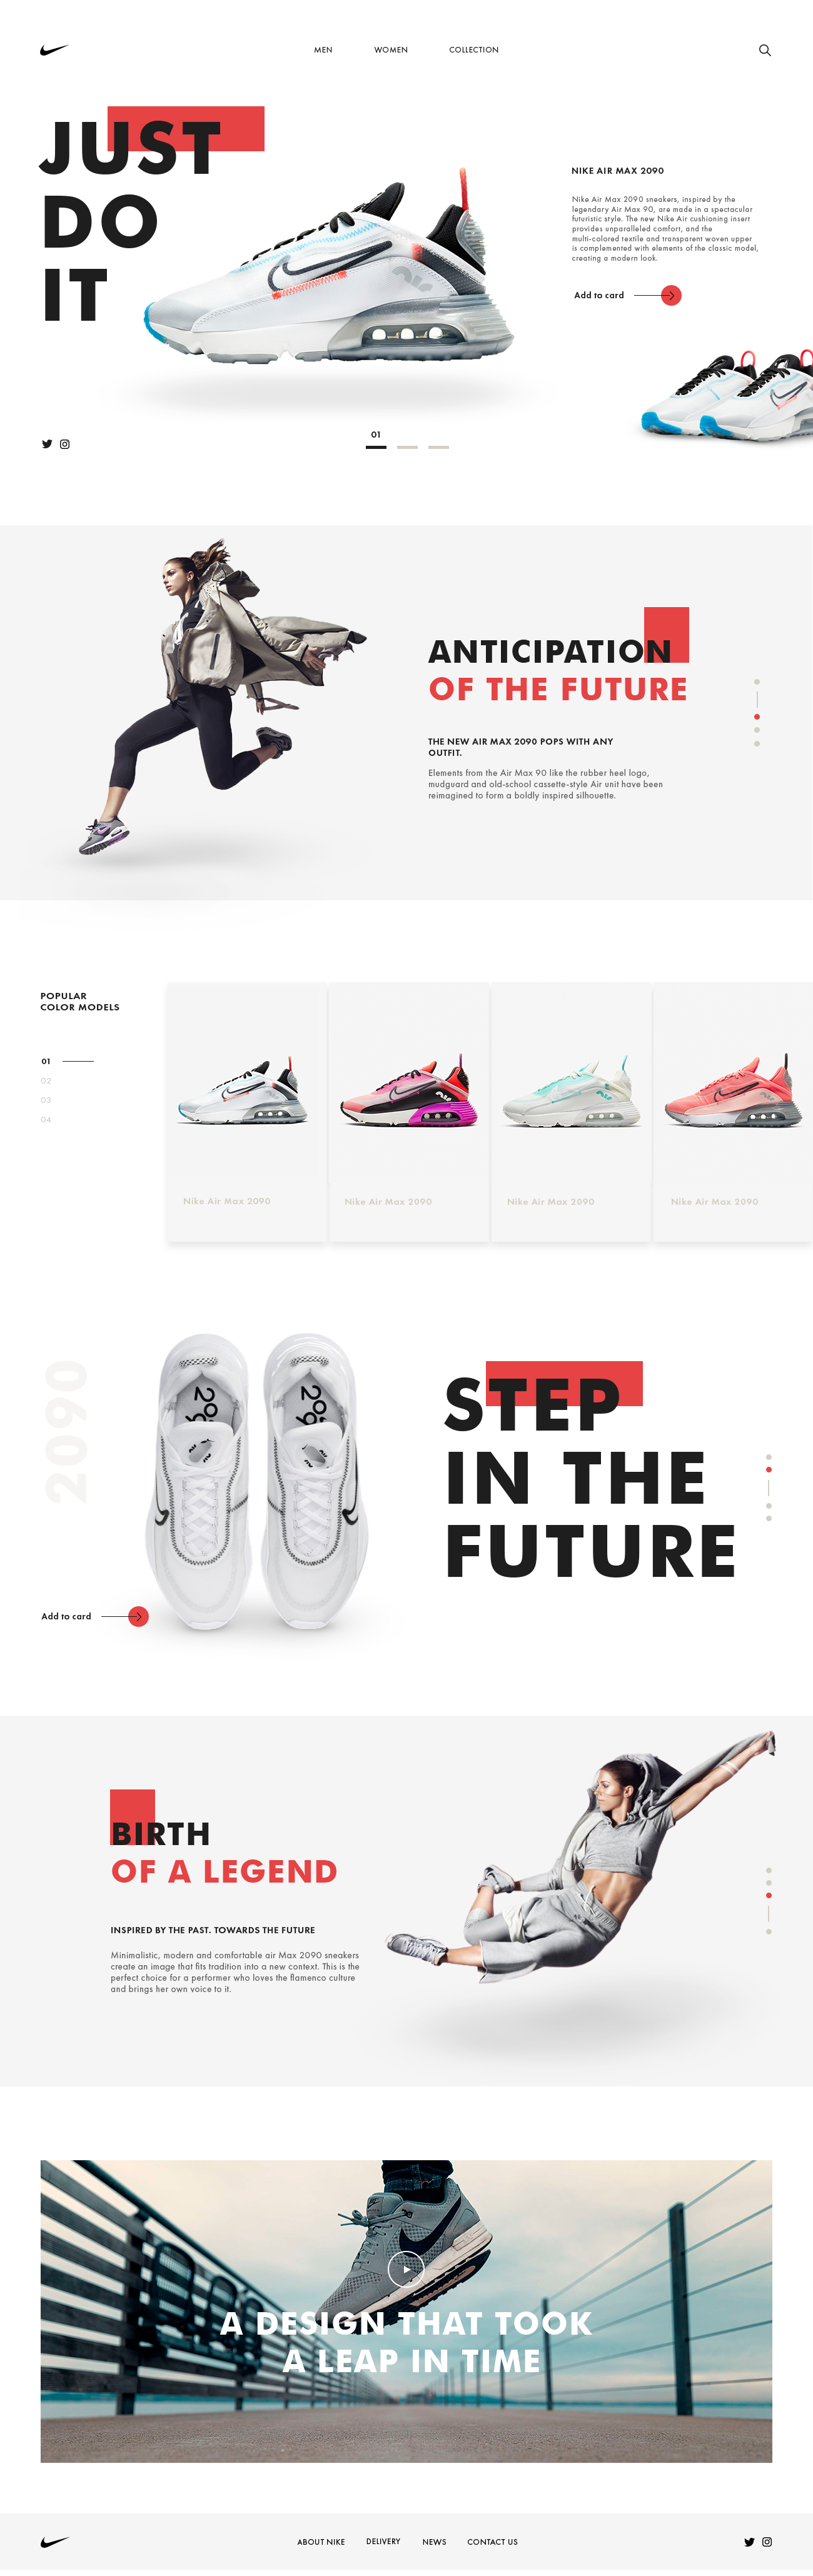 MEN WOMEN COLLECTION
JUST
DO
IT
NIKE AIR MAX 2090
Nike Air Max 2090 sneakers, inspired by the
legendary Air Max 90, are made in a spectacular
futuristic style. The new Nike Air cushioning insert
provides unparalleled comfort, and the
multi-colored textile and transparent woven upper
is complemented with elements of the classic model,
creating a modern look.
Add to card
01
ANTICIPATION
OF THE FUTURE
THE NEW AIR MAX 2090 POPS WITH ANY
OUTFIT.
Elements from the Air Max 90 like the rubber heel logo,
mudguard and old-school cassette-style Air unit have been
reimagined to form a boldly inspired silhouette.
POPULAR
COLOR MODELS
01
02
03
04
Nike Air Max 2090
Nike Air Max 2090
Nike Air Max 2090
Nike Air Max 2090
2090
STEP
IN THE
FUTURE
Add to card
BIRTH
OF A LEGEND
INSPIRED BY THE PAST. TOWARDS THE FUTURE
Minimalistic, modern and comfortable air Max 2090 sneakers
create an image that fits tradition into a new context. This is the
perfect choice for a performer who loves the flamenco culture
and brings her own voice to it.
A DESIGN THAT TOOK
A LEAP IN TIME
ABOUT NIKE DELIVERY NEWS CONTACT US